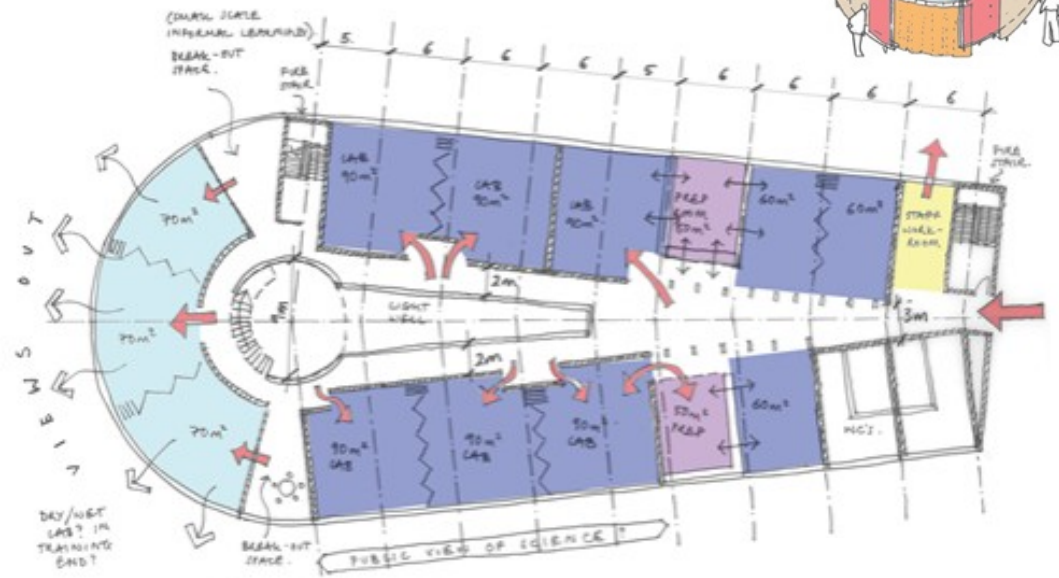 (SMALL SCALE
INFORMAL LEARNING)
BREAK-OUT
SPACE.
FIRE
STAIR
5.
6
6
6
5
6
6
6
6
FIRE
STAIR.
LAB
90m²
LAB
90m²
LAB
90m²
PREP
60m²
60m²
STAFF
WORK-
ROOM
70m²
70m²
70m²
9m
LIGHT
WELL
2m
2m
3m
90m²
LAB
90m²
LAB
90m²
LAB
50m²
PREP
60m²
WC'S.
VIEWS OUT
DRY/WET
LAB? IN
TRAINING
END?
BREAK-OUT
SPACE.
PUBLIC VIEW OF SCIENCE?